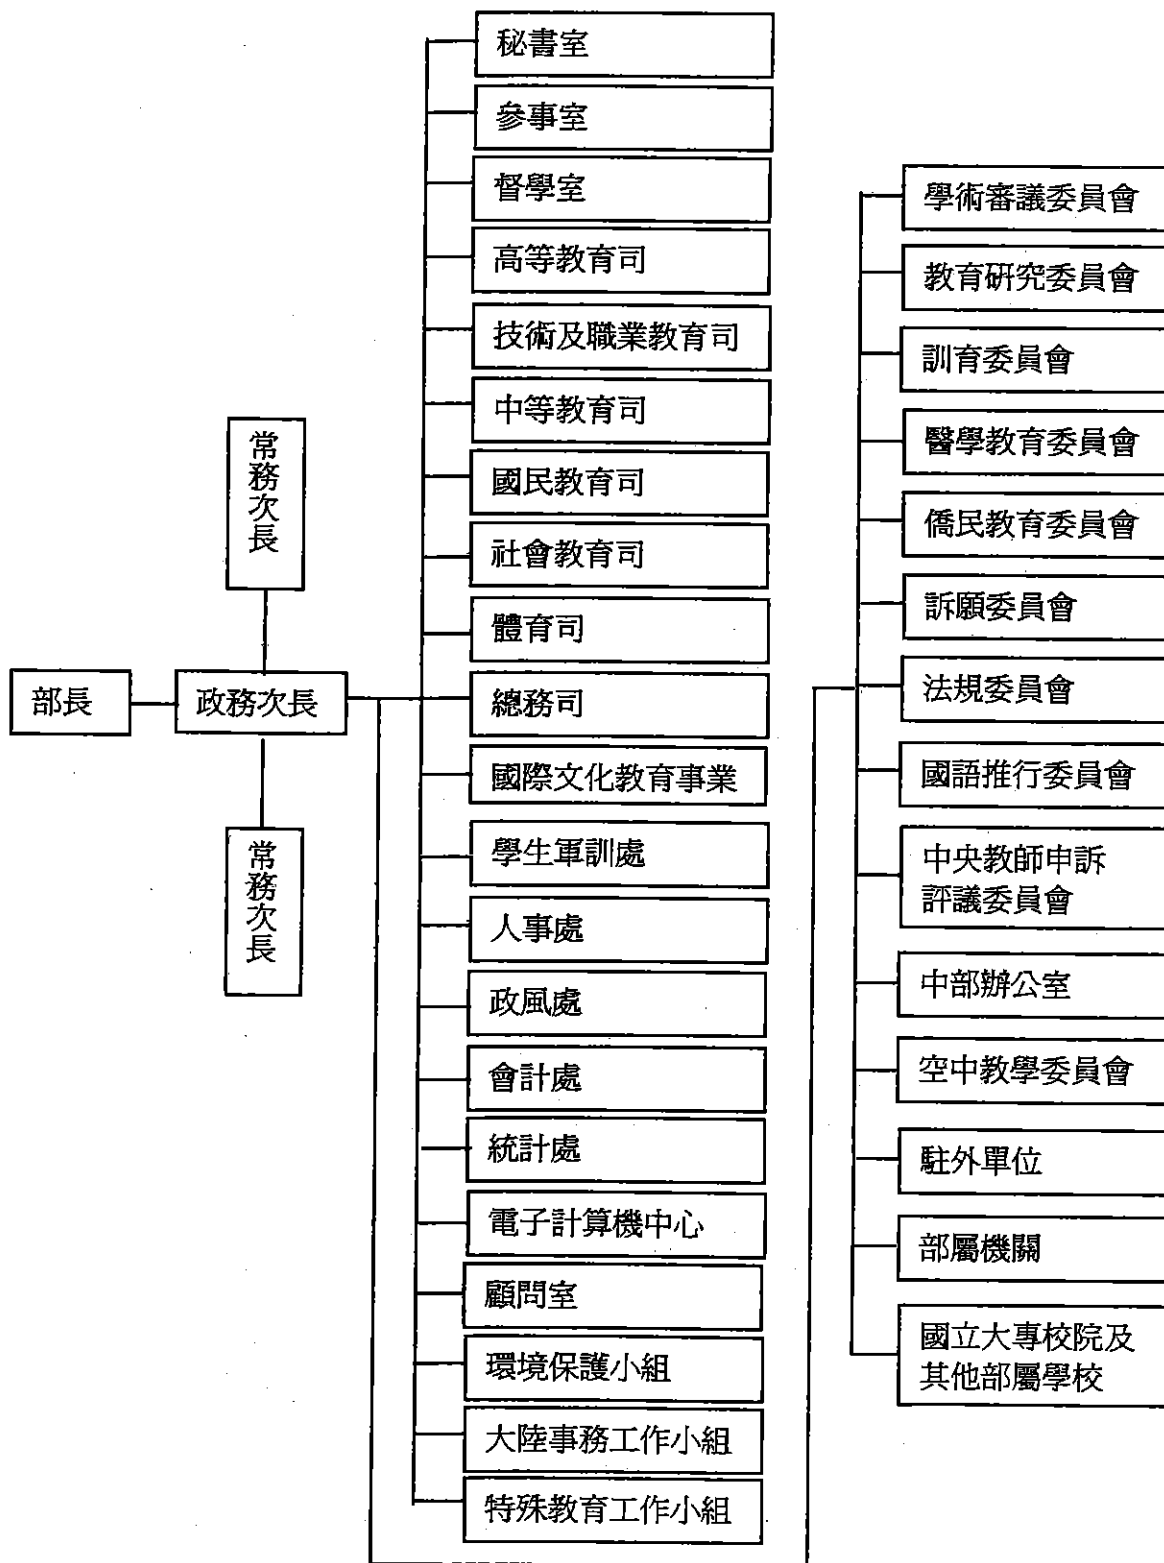 部長
政務次長
常務次長
常務次長
秘書室
參事室
督學室
高等教育司
技術及職業教育司
中等教育司
國民教育司
社會教育司
體育司
總務司
國際文化教育事業
學生軍訓處
人事處
政風處
會計處
統計處
電子計算機中心
顧問室
環境保護小組
大陸事務工作小組
特殊教育工作小組
學術審議委員會
教育研究委員會
訓育委員會
醫學教育委員會
僑民教育委員會
訴願委員會
法規委員會
國語推行委員會
中央教師申訴
評議委員會
中部辦公室
空中教學委員會
駐外單位
部屬機關
國立大專校院及
其他部屬學校